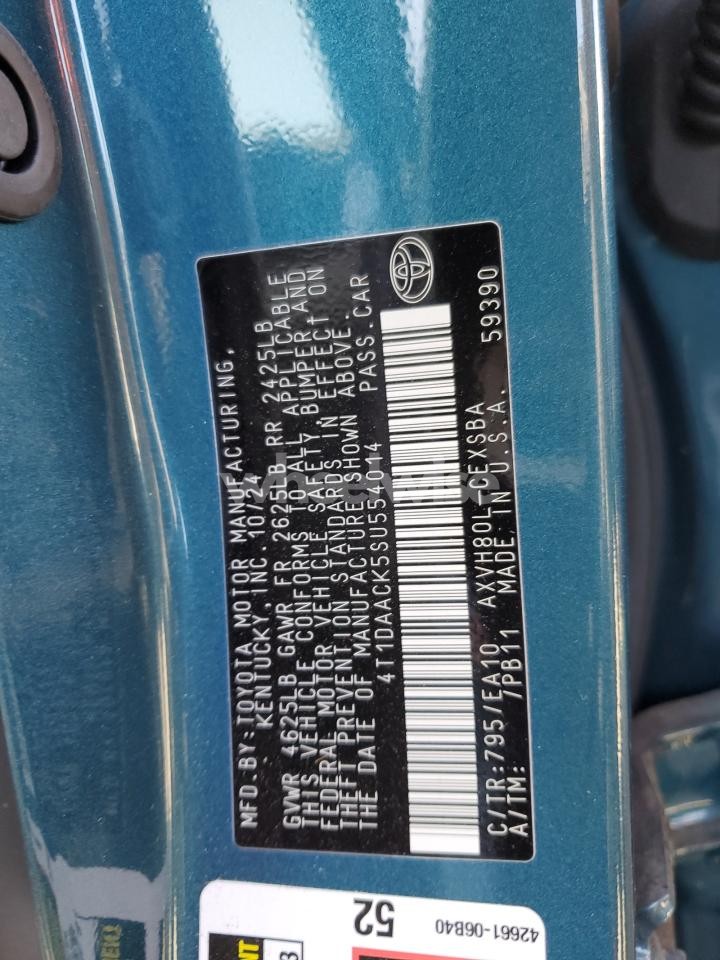 MFD.BY:TOYOTA MOTOR MANUFACTURING,
KENTUCKY, INC. 10/24
GVWR 4625LB GAWR FR 2625LB RR 2425LB
THIS VEHICLE CONFORMS TO ALL APPLICABLE
FEDERAL MOTOR VEHICLE SAFETY, BUMPER AND
THEFT PREVENTION STANDARDS IN EFFECT ON
THE DATE OF MANUFACTURE SHOWN ABOVE.
4T1DAACK5SU554014 PASS.CAR
C/TR:795/EA10 AXVH80L-CEXSBA 59390
A/TM: /PB11 MADE IN U.S.A.
52
42661-06B40